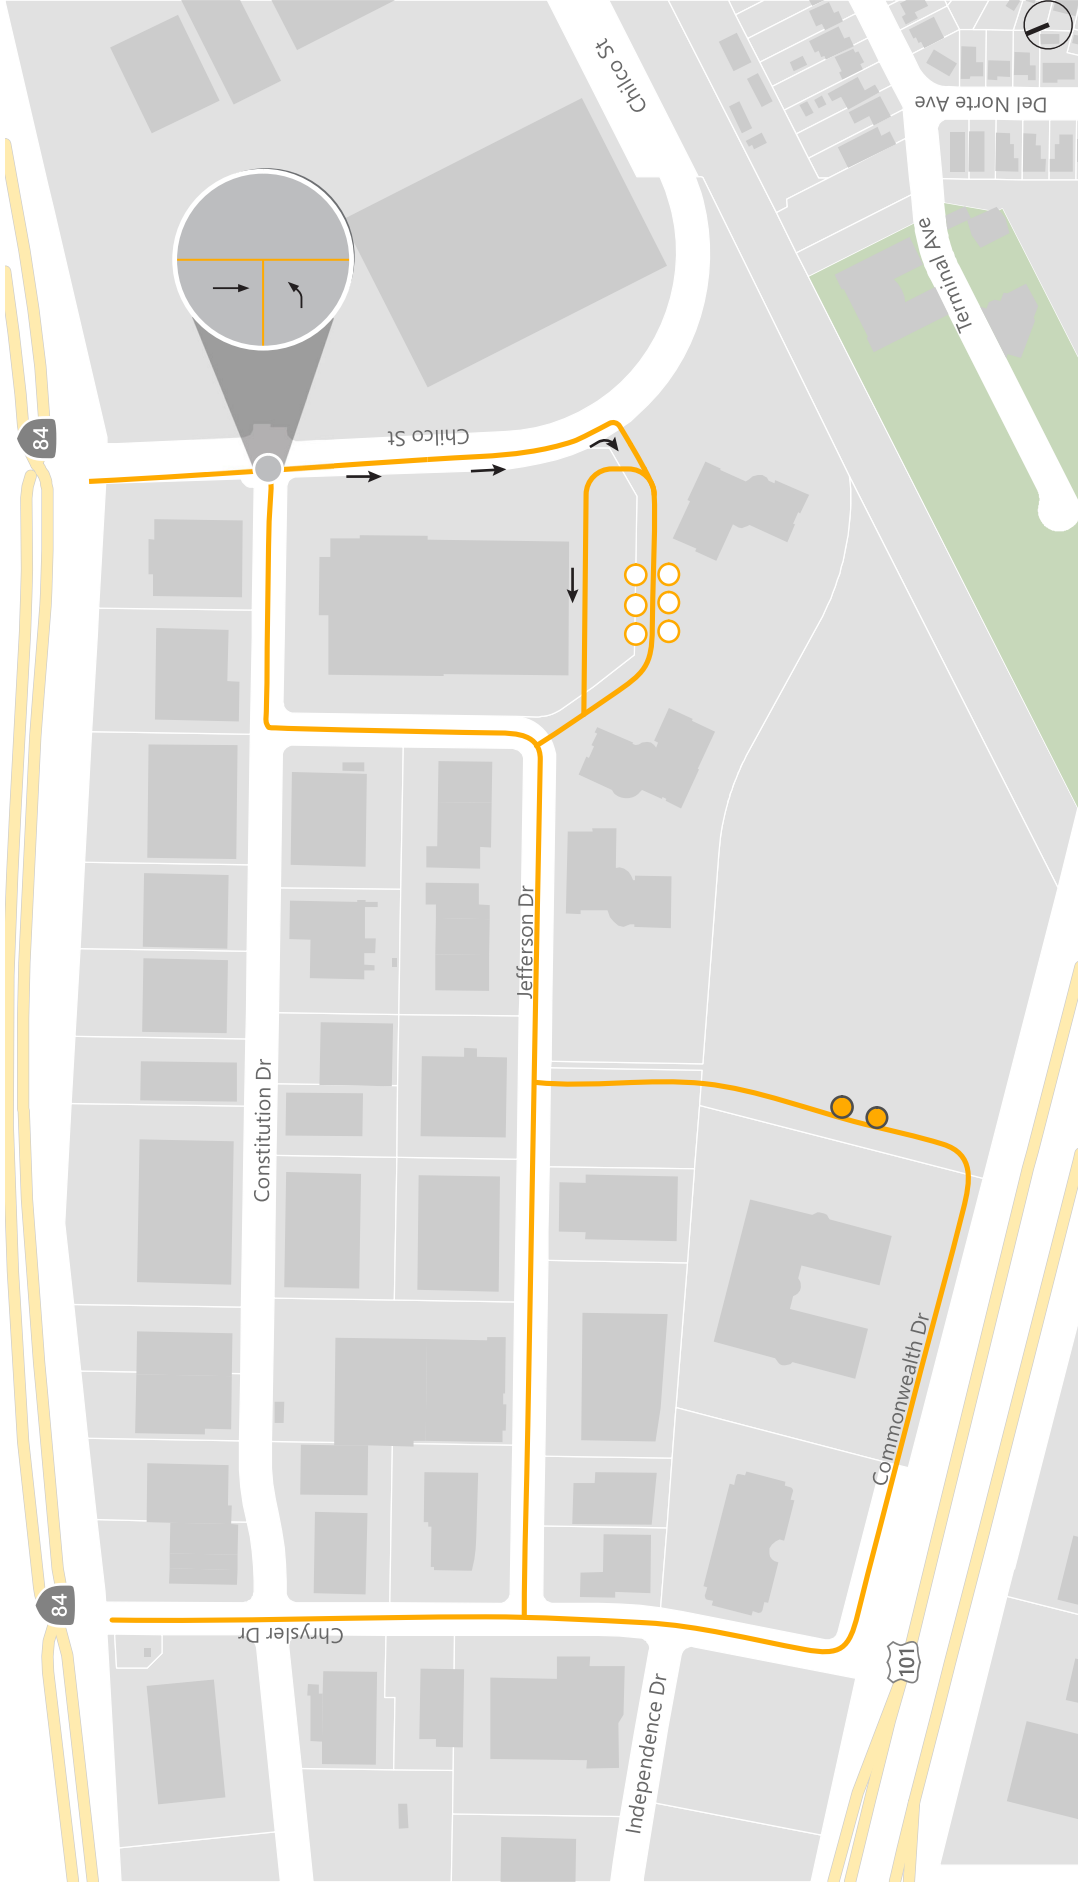 Chilco St
Del Norte Ave
Terminal Ave
84
Chilco St
Jefferson Dr
Constitution Dr
Commonwealth Dr
84
Chrysler Dr
101
Independence Dr